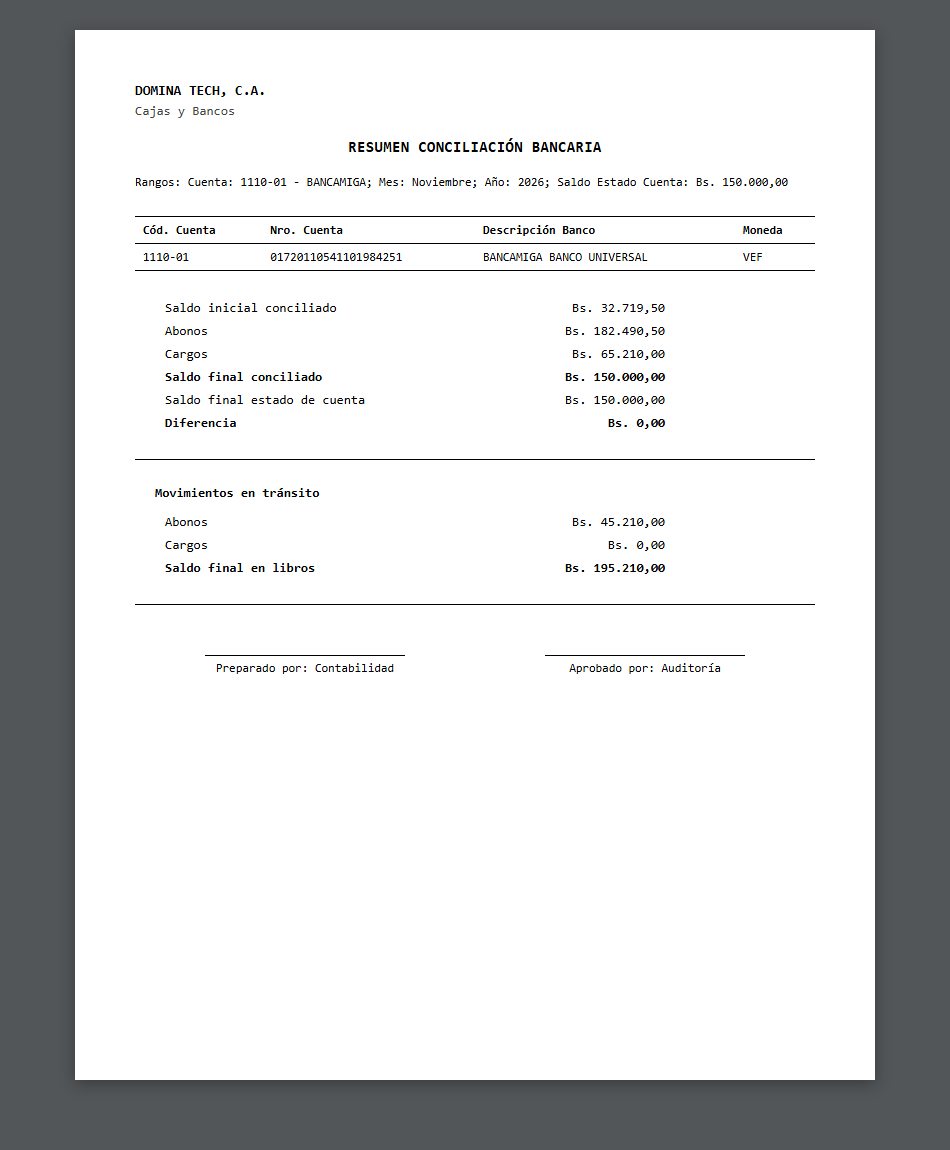 DOMINA TECH, C.A.
Cajas y Bancos
RESUMEN CONCILIACIÓN BANCARIA
Rangos: Cuenta: 1110-01 - BANCAMIGA; Mes: Noviembre; Año: 2026; Saldo Estado Cuenta: Bs. 150.000,00
Cód. Cuenta Nro. Cuenta Descripción Banco Moneda
1110-01 01720110541101984251 BANCAMIGA BANCO UNIVERSAL VEF
Saldo inicial conciliado Bs. 32.719,50
Abonos Bs. 182.490,50
Cargos Bs. 65.210,00
Saldo final conciliado Bs. 150.000,00
Saldo final estado de cuenta Bs. 150.000,00
Diferencia Bs. 0,00
Movimientos en tránsito
Abonos Bs. 45.210,00
Cargos Bs. 0,00
Saldo final en libros Bs. 195.210,00
Preparado por: Contabilidad Aprobado por: Auditoría